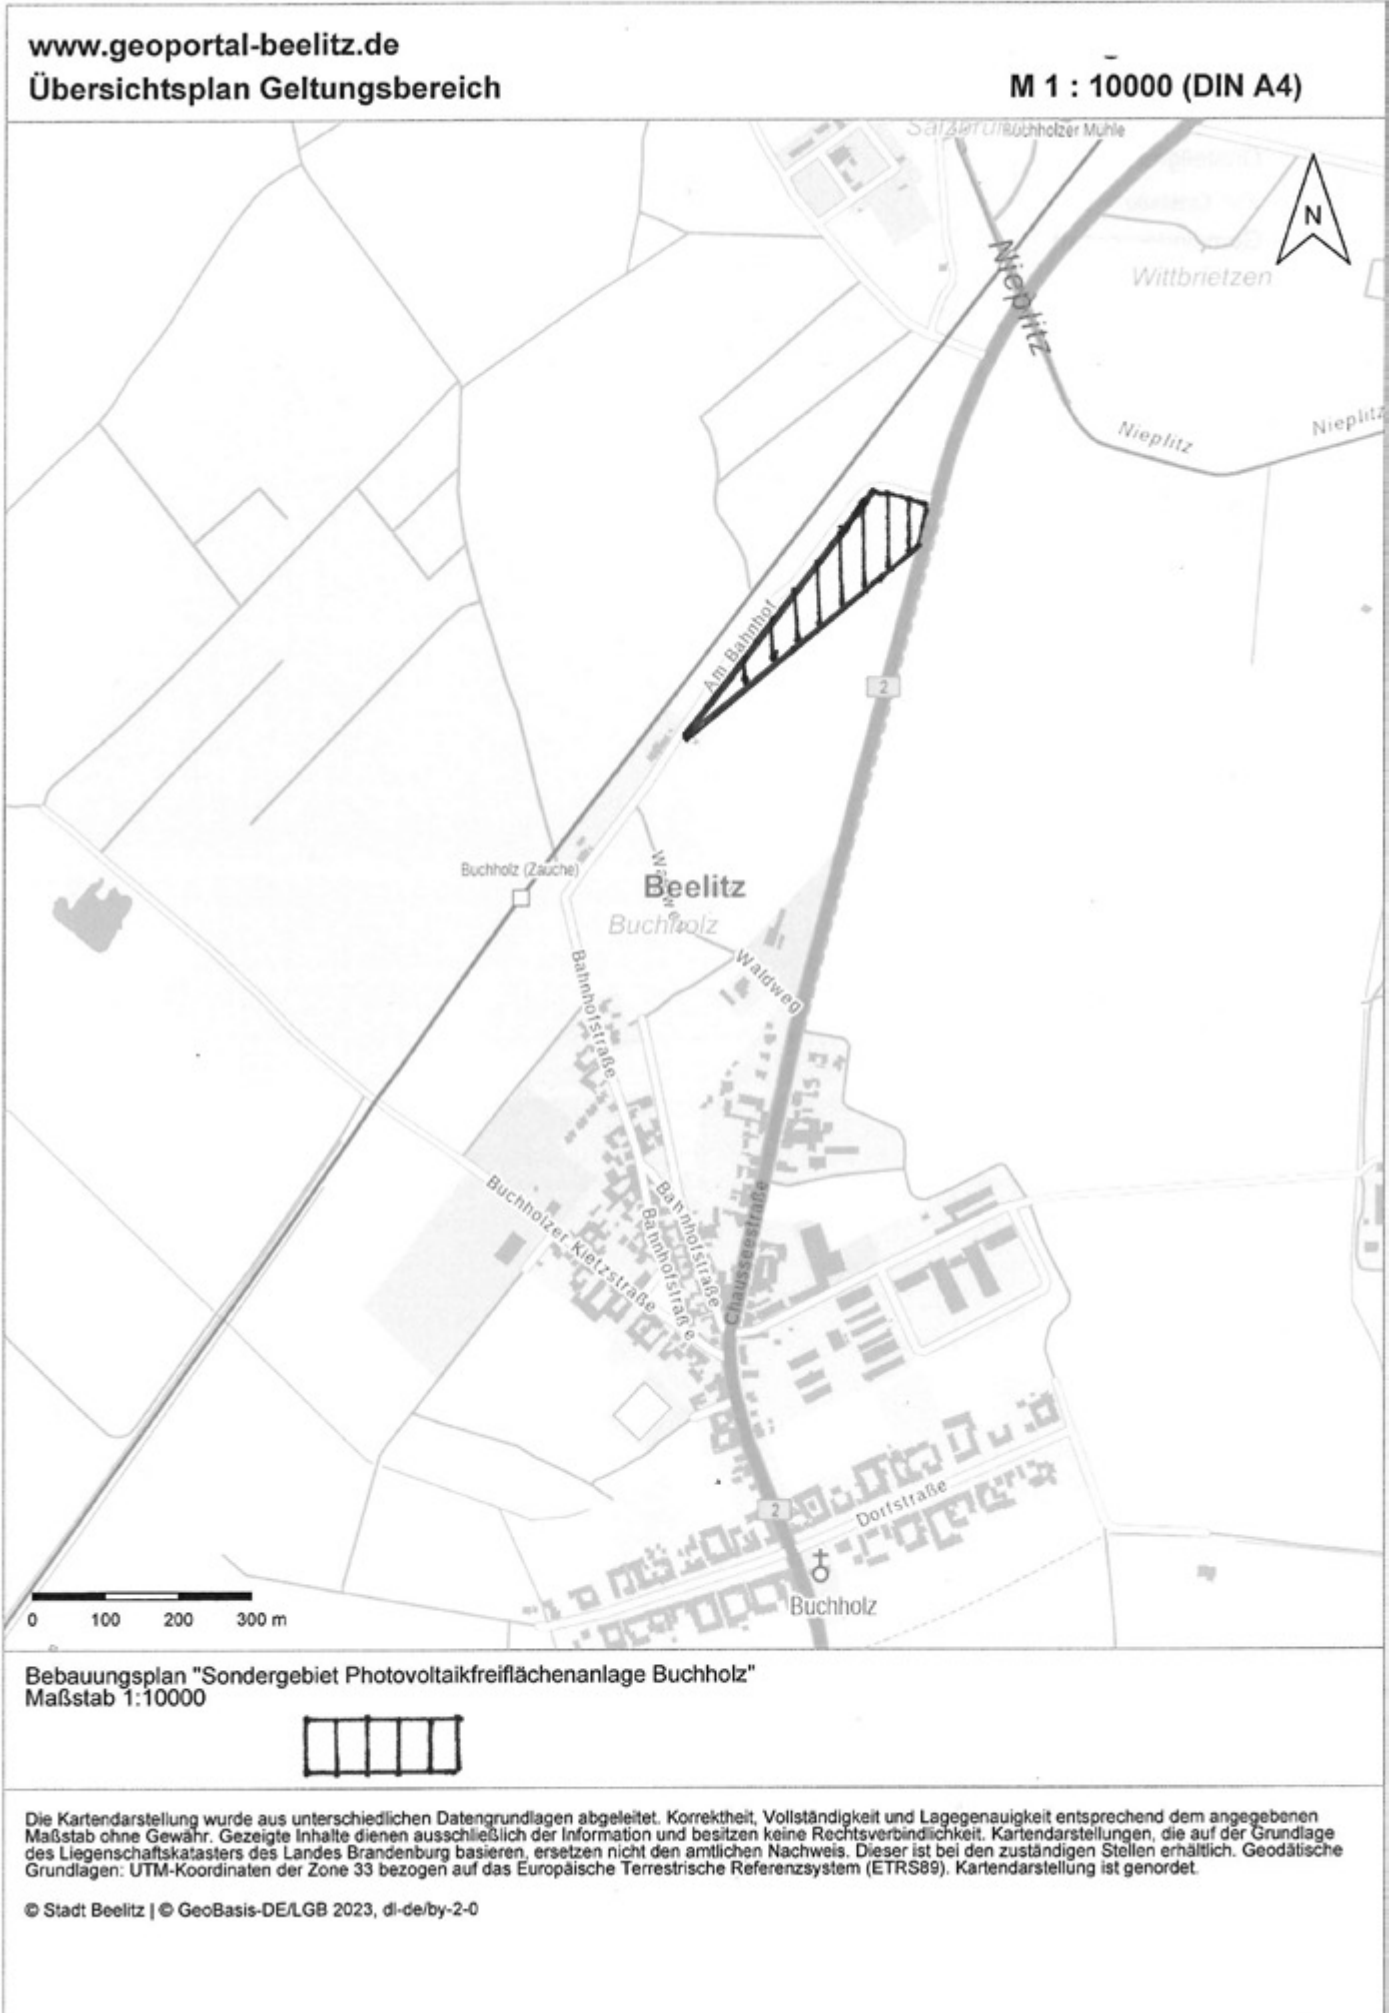 www.geoportal-beelitz.de
Übersichtsplan Geltungsbereich
M 1 : 10000 (DIN A4)
Buchholzer Mühle
N
Nieplitz
Wittbrietzen
Nieplitz
Nieplitz
Am Bahnhof
2
Buchholz (Zauche)
Beelitz
Buchholz
Waldweg
Bahnhofstraße
Buchholzer Kietzstraße
Bahnhofstraße
Bahnhofstraße
Chausseestraße
2
Dorfstraße
Buchholz
0 100 200 300 m
Bebauungsplan "Sondergebiet Photovoltaikfreiflächenanlage Buchholz"
Maßstab 1:10000
Die Kartendarstellung wurde aus unterschiedlichen Datengrundlagen abgeleitet. Korrektheit, Vollständigkeit und Lagegenauigkeit entsprechend dem angegebenen
Maßstab ohne Gewähr. Gezeigte Inhalte dienen ausschließlich der Information und besitzen keine Rechtsverbindlichkeit. Kartendarstellungen, die auf der Grundlage
des Liegenschaftskatasters des Landes Brandenburg basieren, ersetzen nicht den amtlichen Nachweis. Dieser ist bei den zuständigen Stellen erhältlich. Geodätische
Grundlagen: UTM-Koordinaten der Zone 33 bezogen auf das Europäische Terrestrische Referenzsystem (ETRS89). Kartendarstellung ist genordet.
© Stadt Beelitz | © GeoBasis-DE/LGB 2023, dl-de/by-2-0